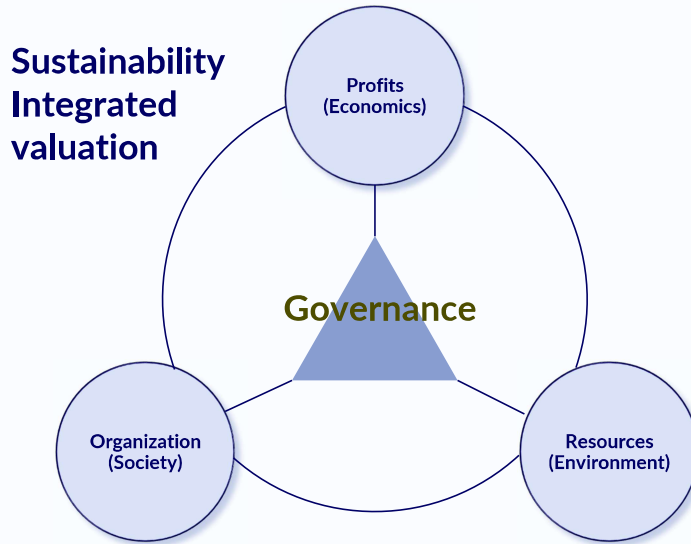 Sustainability
Integrated
valuation
Profits
(Economics)
Governance
Organization
(Society)
Resources
(Environment)